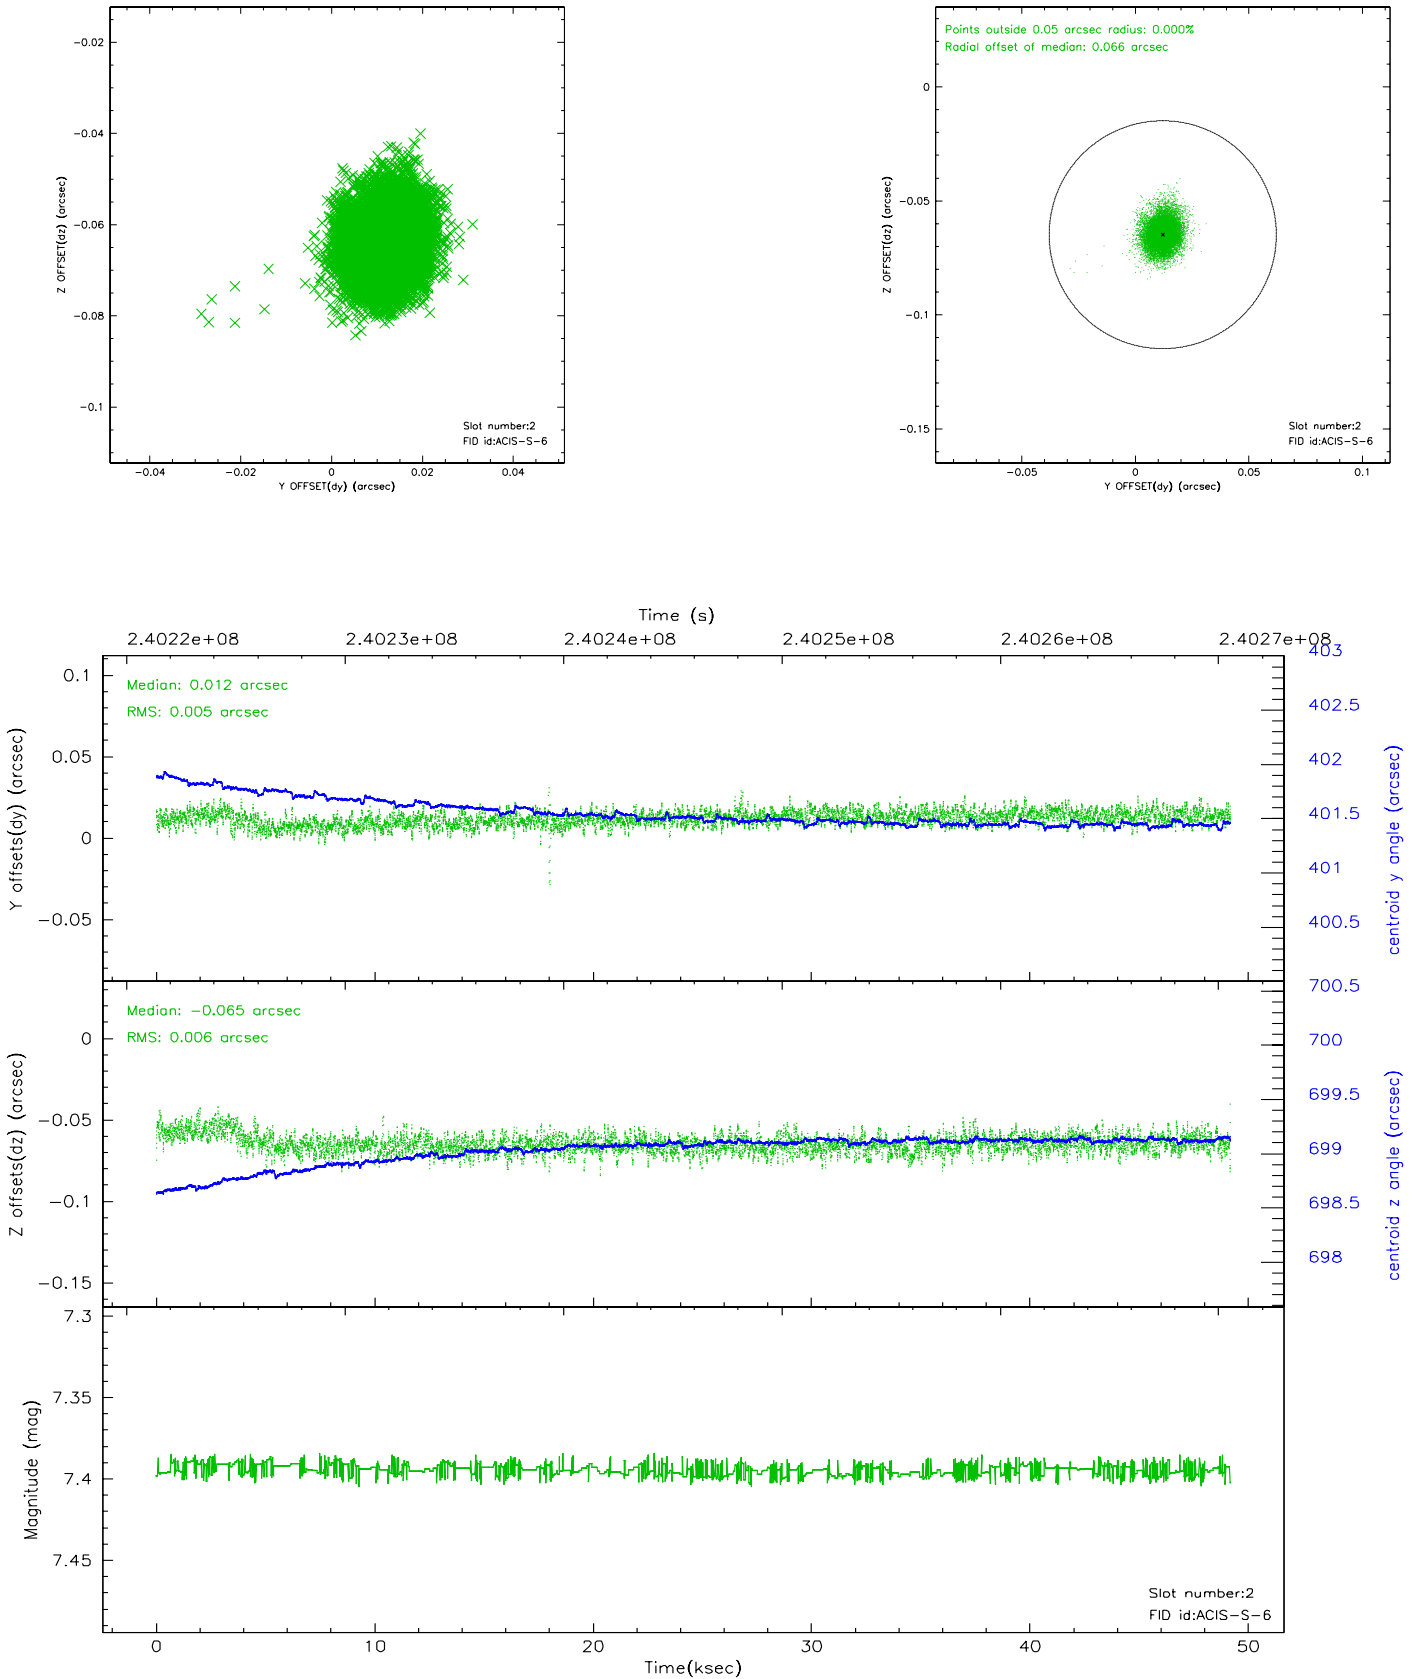 −0.02
−0.04
−0.06
−0.08
−0.1
Z OFFSET(dz) (arcsec)
Slot number:2
FID id:ACIS−S−6
−0.04 −0.02 0 0.02 0.04
Y OFFSET(dy) (arcsec)
Points outside 0.05 arcsec radius: 0.000%
Radial offset of median: 0.066 arcsec
0
−0.05
−0.1
−0.15
Z OFFSET(dz) (arcsec)
Slot number:2
FID id:ACIS−S−6
−0.05 0 0.05 0.1
Y OFFSET(dy) (arcsec)
Time (s)
2.4022e+08 2.4023e+08 2.4024e+08 2.4025e+08 2.4026e+08 2.4027e+08
Median: 0.012 arcsec
RMS: 0.005 arcsec
0.1
0.05
0
−0.05
Y offsets(dy) (arcsec)
403
402.5
402
401.5
401
400.5
centroid y angle (arcsec)
Median: −0.065 arcsec
RMS: 0.006 arcsec
0
−0.05
−0.1
−0.15
Z offsets(dz) (arcsec)
700.5
700
699.5
699
698.5
698
centroid z angle (arcsec)
7.3
7.35
7.4
7.45
Magnitude (mag)
Slot number:2
FID id:ACIS−S−6
0 10 20 30 40 50
Time(ksec)